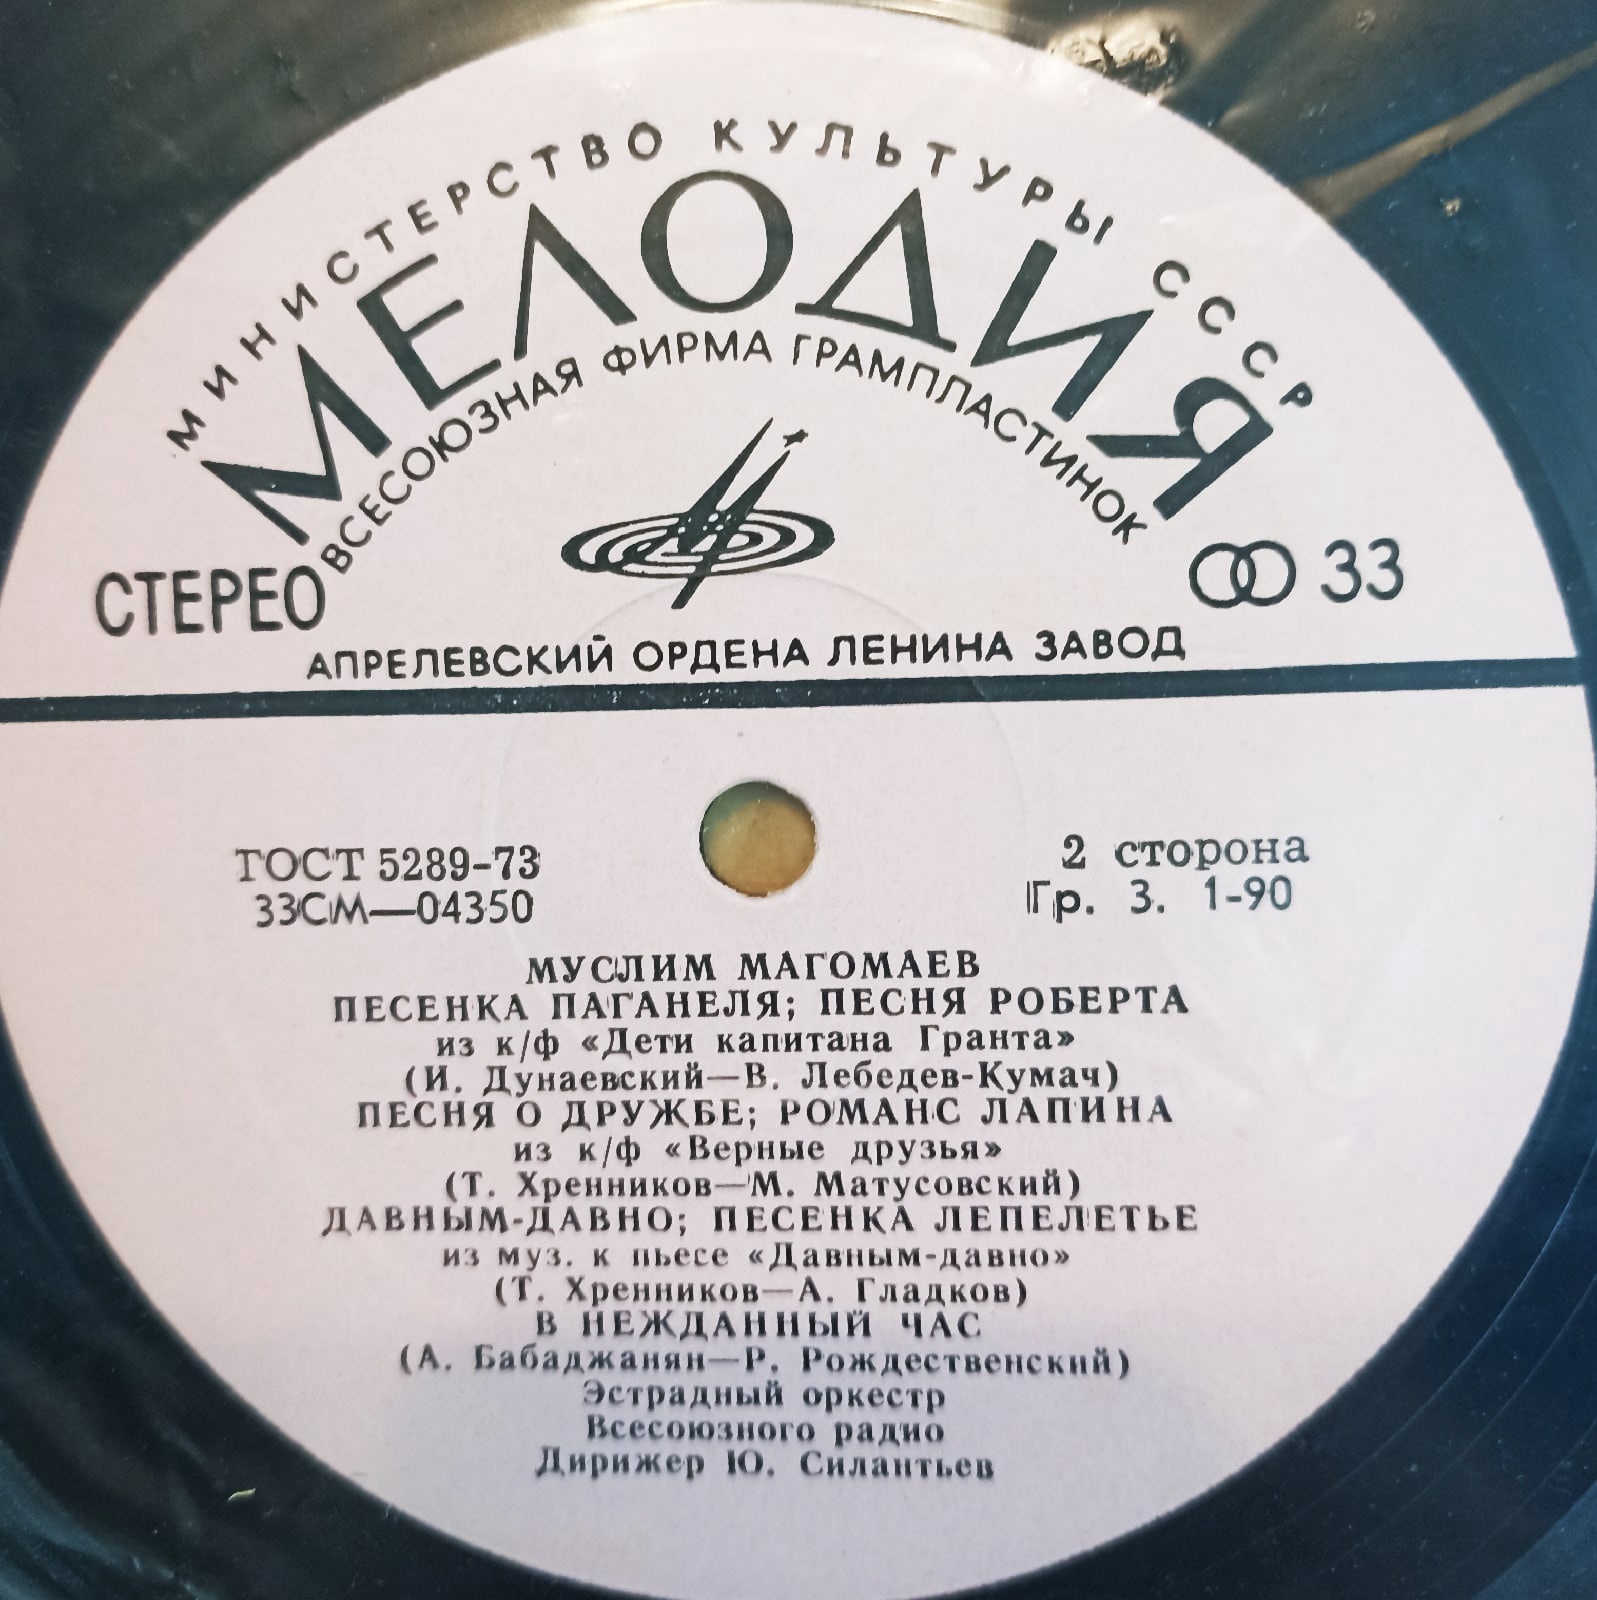 МИНИСТЕРСТВО КУЛЬТУРЫ СССР
МЕЛОДИЯ
ВСЕСОЮЗНАЯ ФИРМА ГРАМПЛАСТИНОК
СТЕРЕО
33
АПРЕЛЕВСКИЙ ОРДЕНА ЛЕНИНА ЗАВОД
ГОСТ 5289-73
2 сторона
33СМ—04350
Гр. 3. 1-90
МУСЛИМ МАГОМАЕВ
ПЕСЕНКА ПАГАНЕЛЯ; ПЕСНЯ РОБЕРТА
из к/ф «Дети капитана Гранта»
(И. Дунаевский—В. Лебедев-Кумач)
ПЕСНЯ О ДРУЖБЕ; РОМАНС ЛАПИНА
из к/ф «Верные друзья»
(Т. Хренников—М. Матусовский)
ДАВНЫМ-ДАВНО; ПЕСЕНКА ЛЕПЕЛЕТЬЕ
из муз. к пьесе «Давным-давно»
(Т. Хренников—А. Гладков)
В НЕЖДАННЫЙ ЧАС
(А. Бабаджанян—Р. Рождественский)
Эстрадный оркестр
Всесоюзного радио
Дирижер Ю. Силантьев